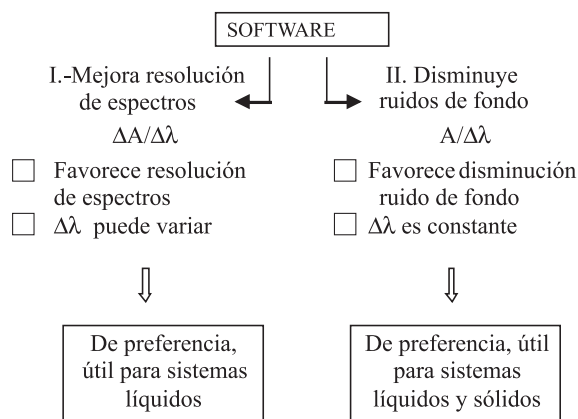 SOFTWARE
I.-Mejora resolución
de espectros
ΔA/Δλ
Favorece resolución
de espectros
Δλ puede variar
De preferencia,
útil para sistemas
líquidos
II. Disminuye
ruidos de fondo
A/Δλ
Favorece disminución
ruido de fondo
Δλ es constante
De preferencia, útil
para sistemas
líquidos y sólidos